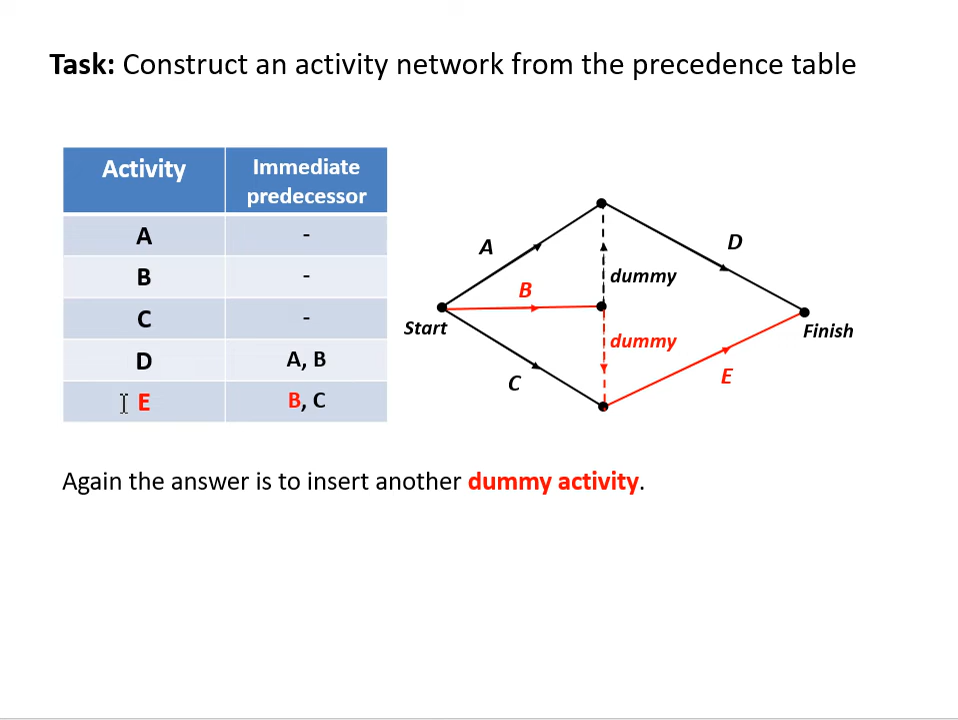 Task: Construct an activity network from the precedence table
Activity
Immediate
predecessor
A
-
B
-
C
-
D
A, B
E
B, C
A
D
dummy
B
Start
Finish
dummy
C
E
Again the answer is to insert another dummy activity.